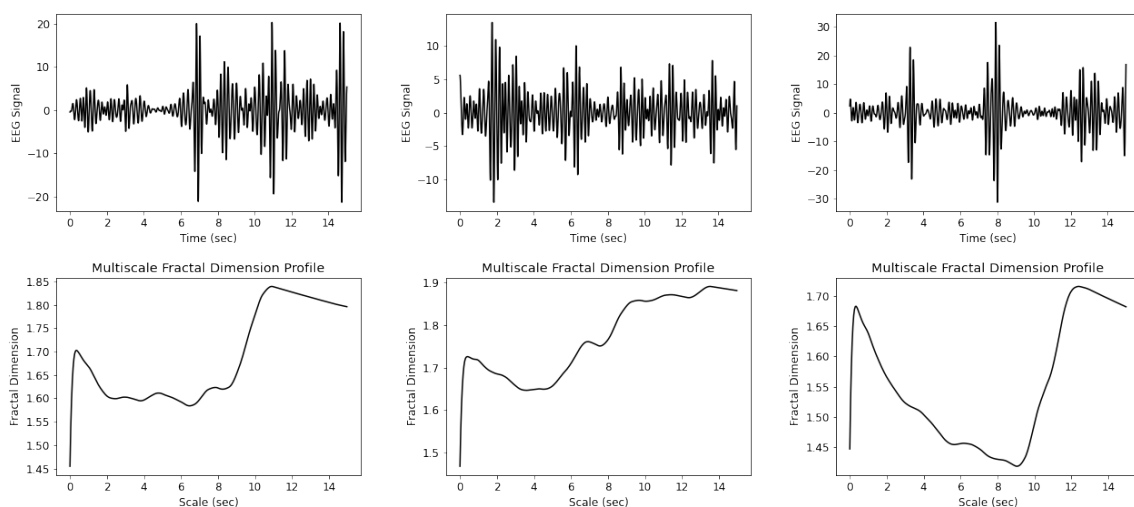 20
10
0
−10
−20
EEG Signal
0 2 4 6 8 10 12 14
Time (sec)
10
5
0
−5
−10
EEG Signal
0 2 4 6 8 10 12 14
Time (sec)
30
20
10
0
−10
−20
−30
EEG Signal
0 2 4 6 8 10 12 14
Time (sec)
Multiscale Fractal Dimension Profile
1.85
1.80
1.75
1.70
1.65
1.60
1.55
1.50
1.45
Fractal Dimension
0 2 4 6 8 10 12 14
Scale (sec)
Multiscale Fractal Dimension Profile
1.9
1.8
1.7
1.6
1.5
Fractal Dimension
0 2 4 6 8 10 12 14
Scale (sec)
Multiscale Fractal Dimension Profile
1.70
1.65
1.60
1.55
1.50
1.45
Fractal Dimension
0 2 4 6 8 10 12 14
Scale (sec)